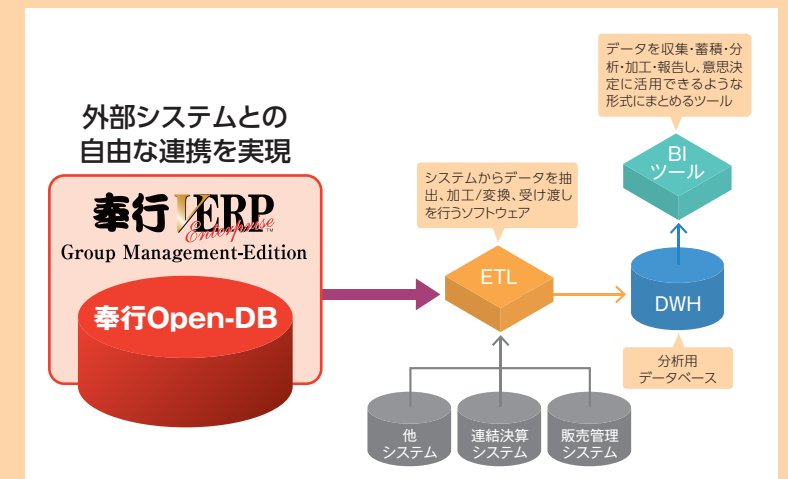 データを収集・蓄積・分
析・加工・報告し、意思決
定に活用できるような
形式にまとめるツール
外部システムとの
自由な連携を実現
BI
ツール
システムからデータを抽
出、加工/変換、受け渡し
を行うソフトウェア
奉行 VERP
Enterprise™
Group Management-Edition
ETL
奉行Open-DB
DWH
分析用
データベース
他
システム
連結決算
システム
販売管理
システム